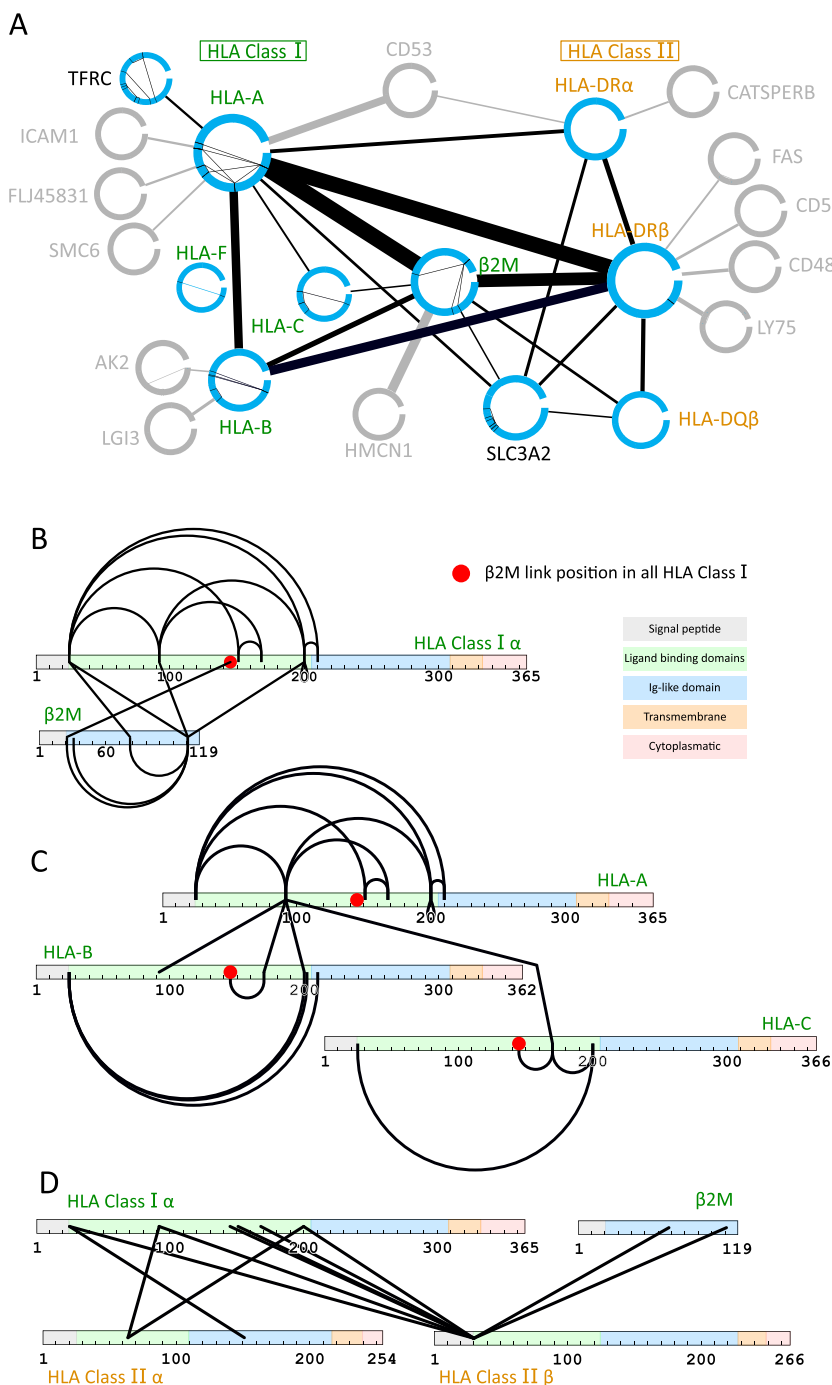 A
HLA Class I
CD53
HLA Class II
TFRC
HLA-A
HLA-DRα
CATSPERB
ICAM1
FAS
FLJ45831
CD5
SMC6
HLA-F
HLA-DRβ
β2M
CD48
HLA-C
LY75
AK2
LGI3
HLA-B
HMCN1
SLC3A2
HLA-DQβ
B
β2M link position in all HLA Class I
HLA Class I α
1 100 200 300 365
β2M
1 60 119
Signal peptide
Ligand binding domains
Ig-like domain
Transmembrane
Cytoplasmatic
C
HLA-A
1 100 200 300 365
HLA-B
1 100 200 300 362
HLA-C
1 100 200 300 366
D
HLA Class I α
β2M
1 100 200 300 365
1 119
1 100 200 254
HLA Class II α
1 100 200 266
HLA Class II β